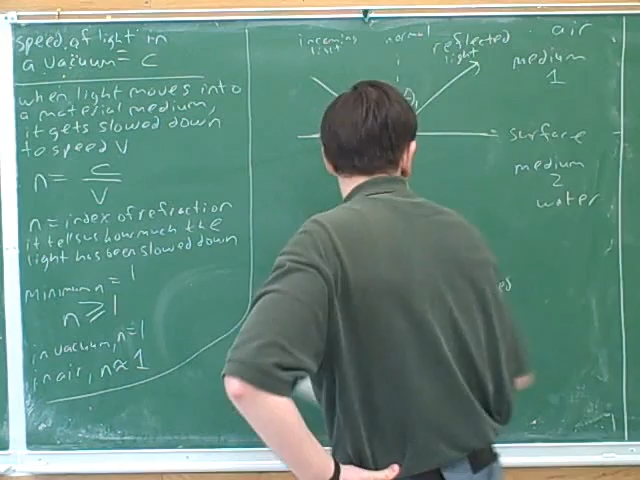 speed of light in
a vacuum = c
when light moves into
a material medium,
it gets slowed down
to speed v
n = c
v
n = index of refraction
it tells us how much the
light has been slowed down
minimum n = 1
n ≥ 1
in vacuum, n = 1
in air, n ≈ 1
incoming
light
normal
reflected
light
air
medium
1
surface
medium
2
water